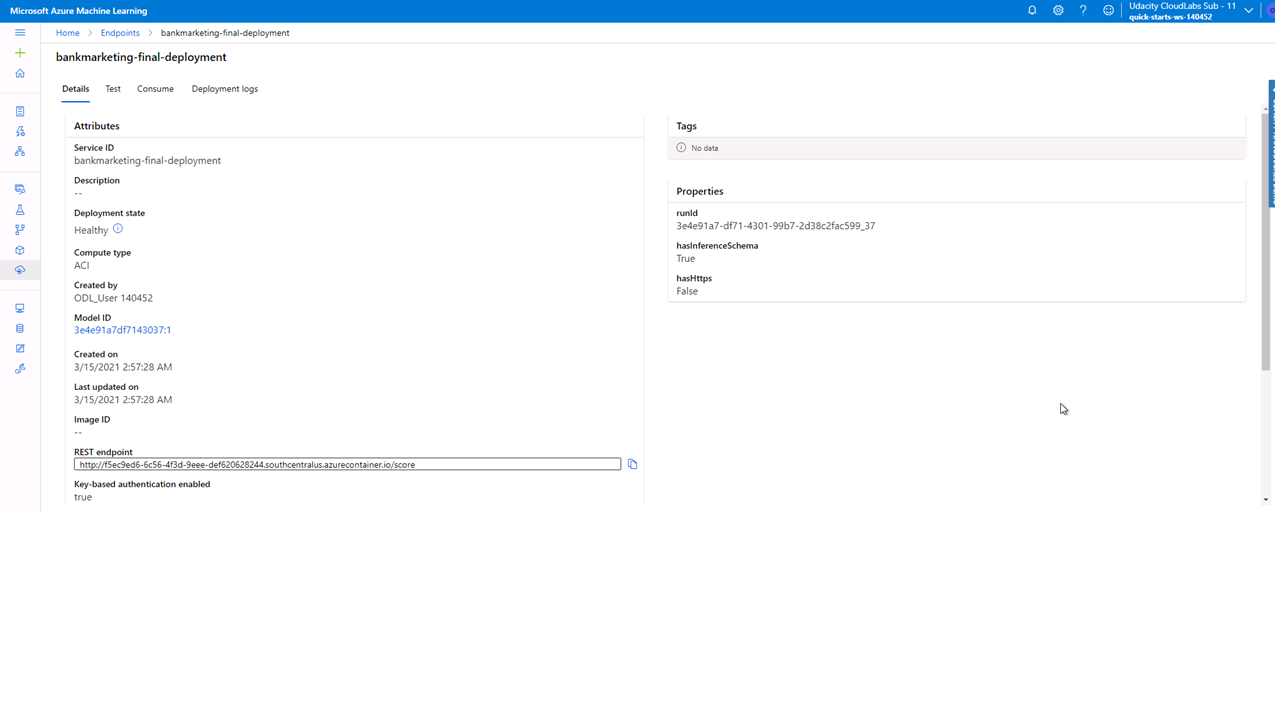 Microsoft Azure Machine Learning
Udacity CloudLabs Sub - 11
quick-starts-ws-140452
Home
Endpoints
bankmarketing-final-deployment
bankmarketing-final-deployment
Details
Test
Consume
Deployment logs
Attributes
Service ID
bankmarketing-final-deployment
Description
--
Deployment state
Healthy
Compute type
ACI
Created by
ODL_User 140452
Model ID
3e4e91a7df7143037:1
Created on
3/15/2021 2:57:28 AM
Last updated on
3/15/2021 2:57:28 AM
Image ID
--
REST endpoint
http://f5ec9ed6-6c56-4f3d-9eee-def620628244.southcentralus.azurecontainer.io/score
Key-based authentication enabled
true
Tags
No data
Properties
runId
3e4e91a7-df71-4301-99b7-2d38c2fac599_37
hasInferenceSchema
True
hasHttps
False